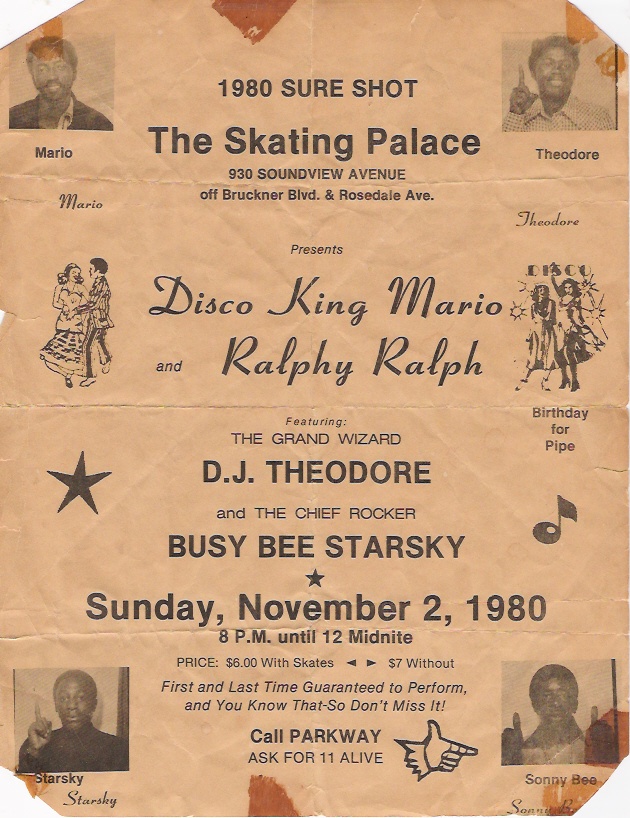 1980 SURE SHOT
The Skating Palace
930 SOUNDVIEW AVENUE
off Bruckner Blvd. & Rosedale Ave.
Mario
Theodore
Mario
Theodore
Presents
DISCO
Disco King Mario
and Ralphy Ralph
Birthday
for
Pipe
Featuring:
THE GRAND WIZARD
D.J. THEODORE
and THE CHIEF ROCKER
BUSY BEE STARSKY
Sunday, November 2, 1980
8 P.M. until 12 Midnite
PRICE: $6.00 With Skates ◄ ► $7 Without
First and Last Time Guaranteed to Perform,
and You Know That-So Don't Miss It!
Call PARKWAY
ASK FOR 11 ALIVE
Starsky
Sonny Bee
Starsky
Sonny